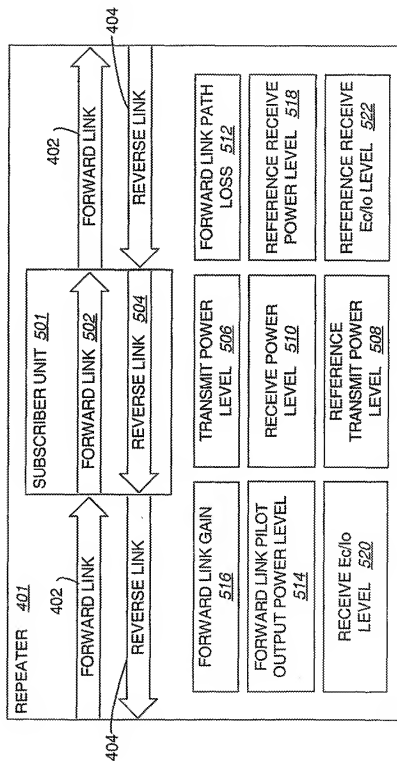 REPEATER 401
SUBSCRIBER UNIT 501
402
FORWARD LINK
FORWARD LINK 502
FORWARD LINK
402
404
REVERSE LINK
REVERSE LINK 504
REVERSE LINK
404
FORWARD LINK GAIN
516
TRANSMIT POWER
LEVEL 506
FORWARD LINK PATH
LOSS 512
FORWARD LINK PILOT
OUTPUT POWER LEVEL
514
RECEIVE POWER
LEVEL 510
REFERENCE RECEIVE
POWER LEVEL 518
RECEIVE Ec/Io
LEVEL 520
REFERENCE
TRANSMIT POWER
LEVEL 508
REFERENCE RECEIVE
Ec/Io LEVEL 522